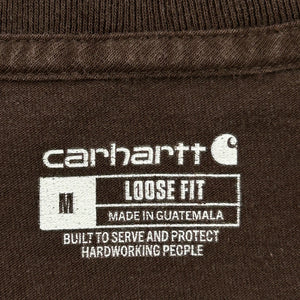 carhartt
M LOOSE FIT
MADE IN GUATEMALA
BUILT TO SERVE AND PROTECT
HARDWORKING PEOPLE